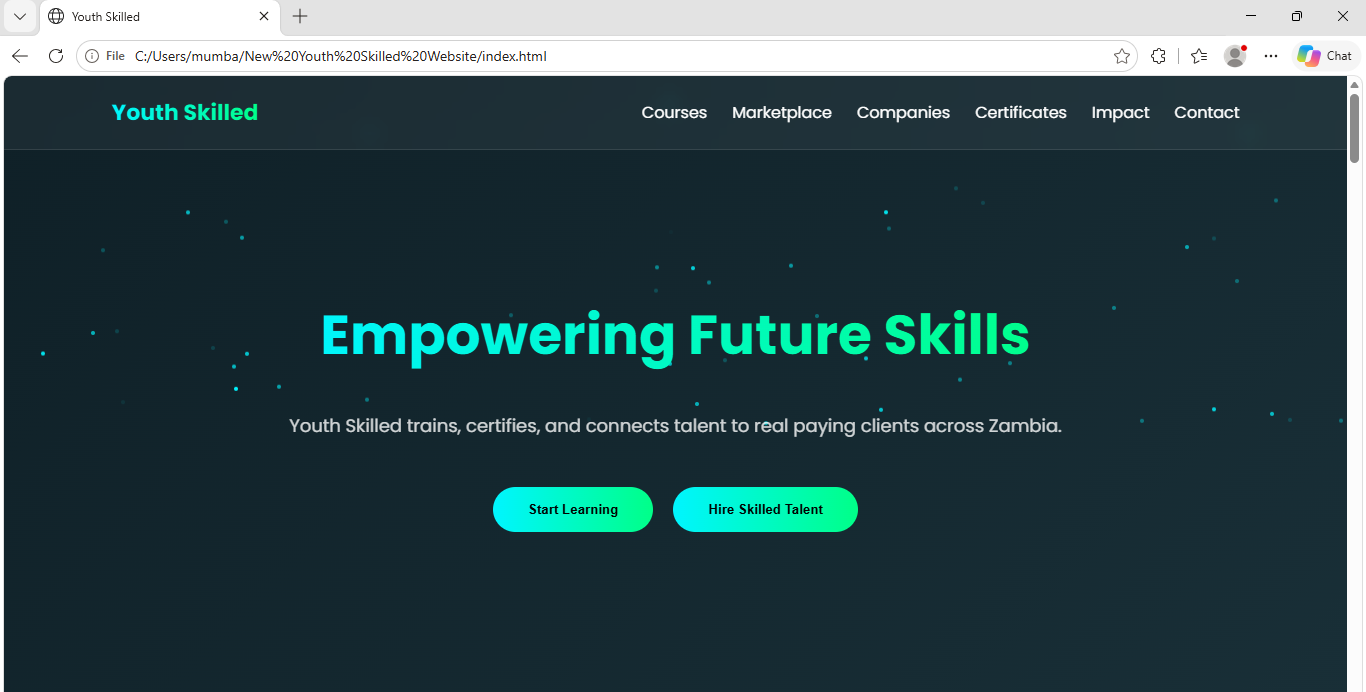 Youth Skilled
File C:/Users/mumba/New%20Youth%20Skilled%20Website/index.html
Chat
Youth Skilled
Courses Marketplace Companies Certificates Impact Contact
Empowering Future Skills
Youth Skilled trains, certifies, and connects talent to real paying clients across Zambia.
Start Learning
Hire Skilled Talent